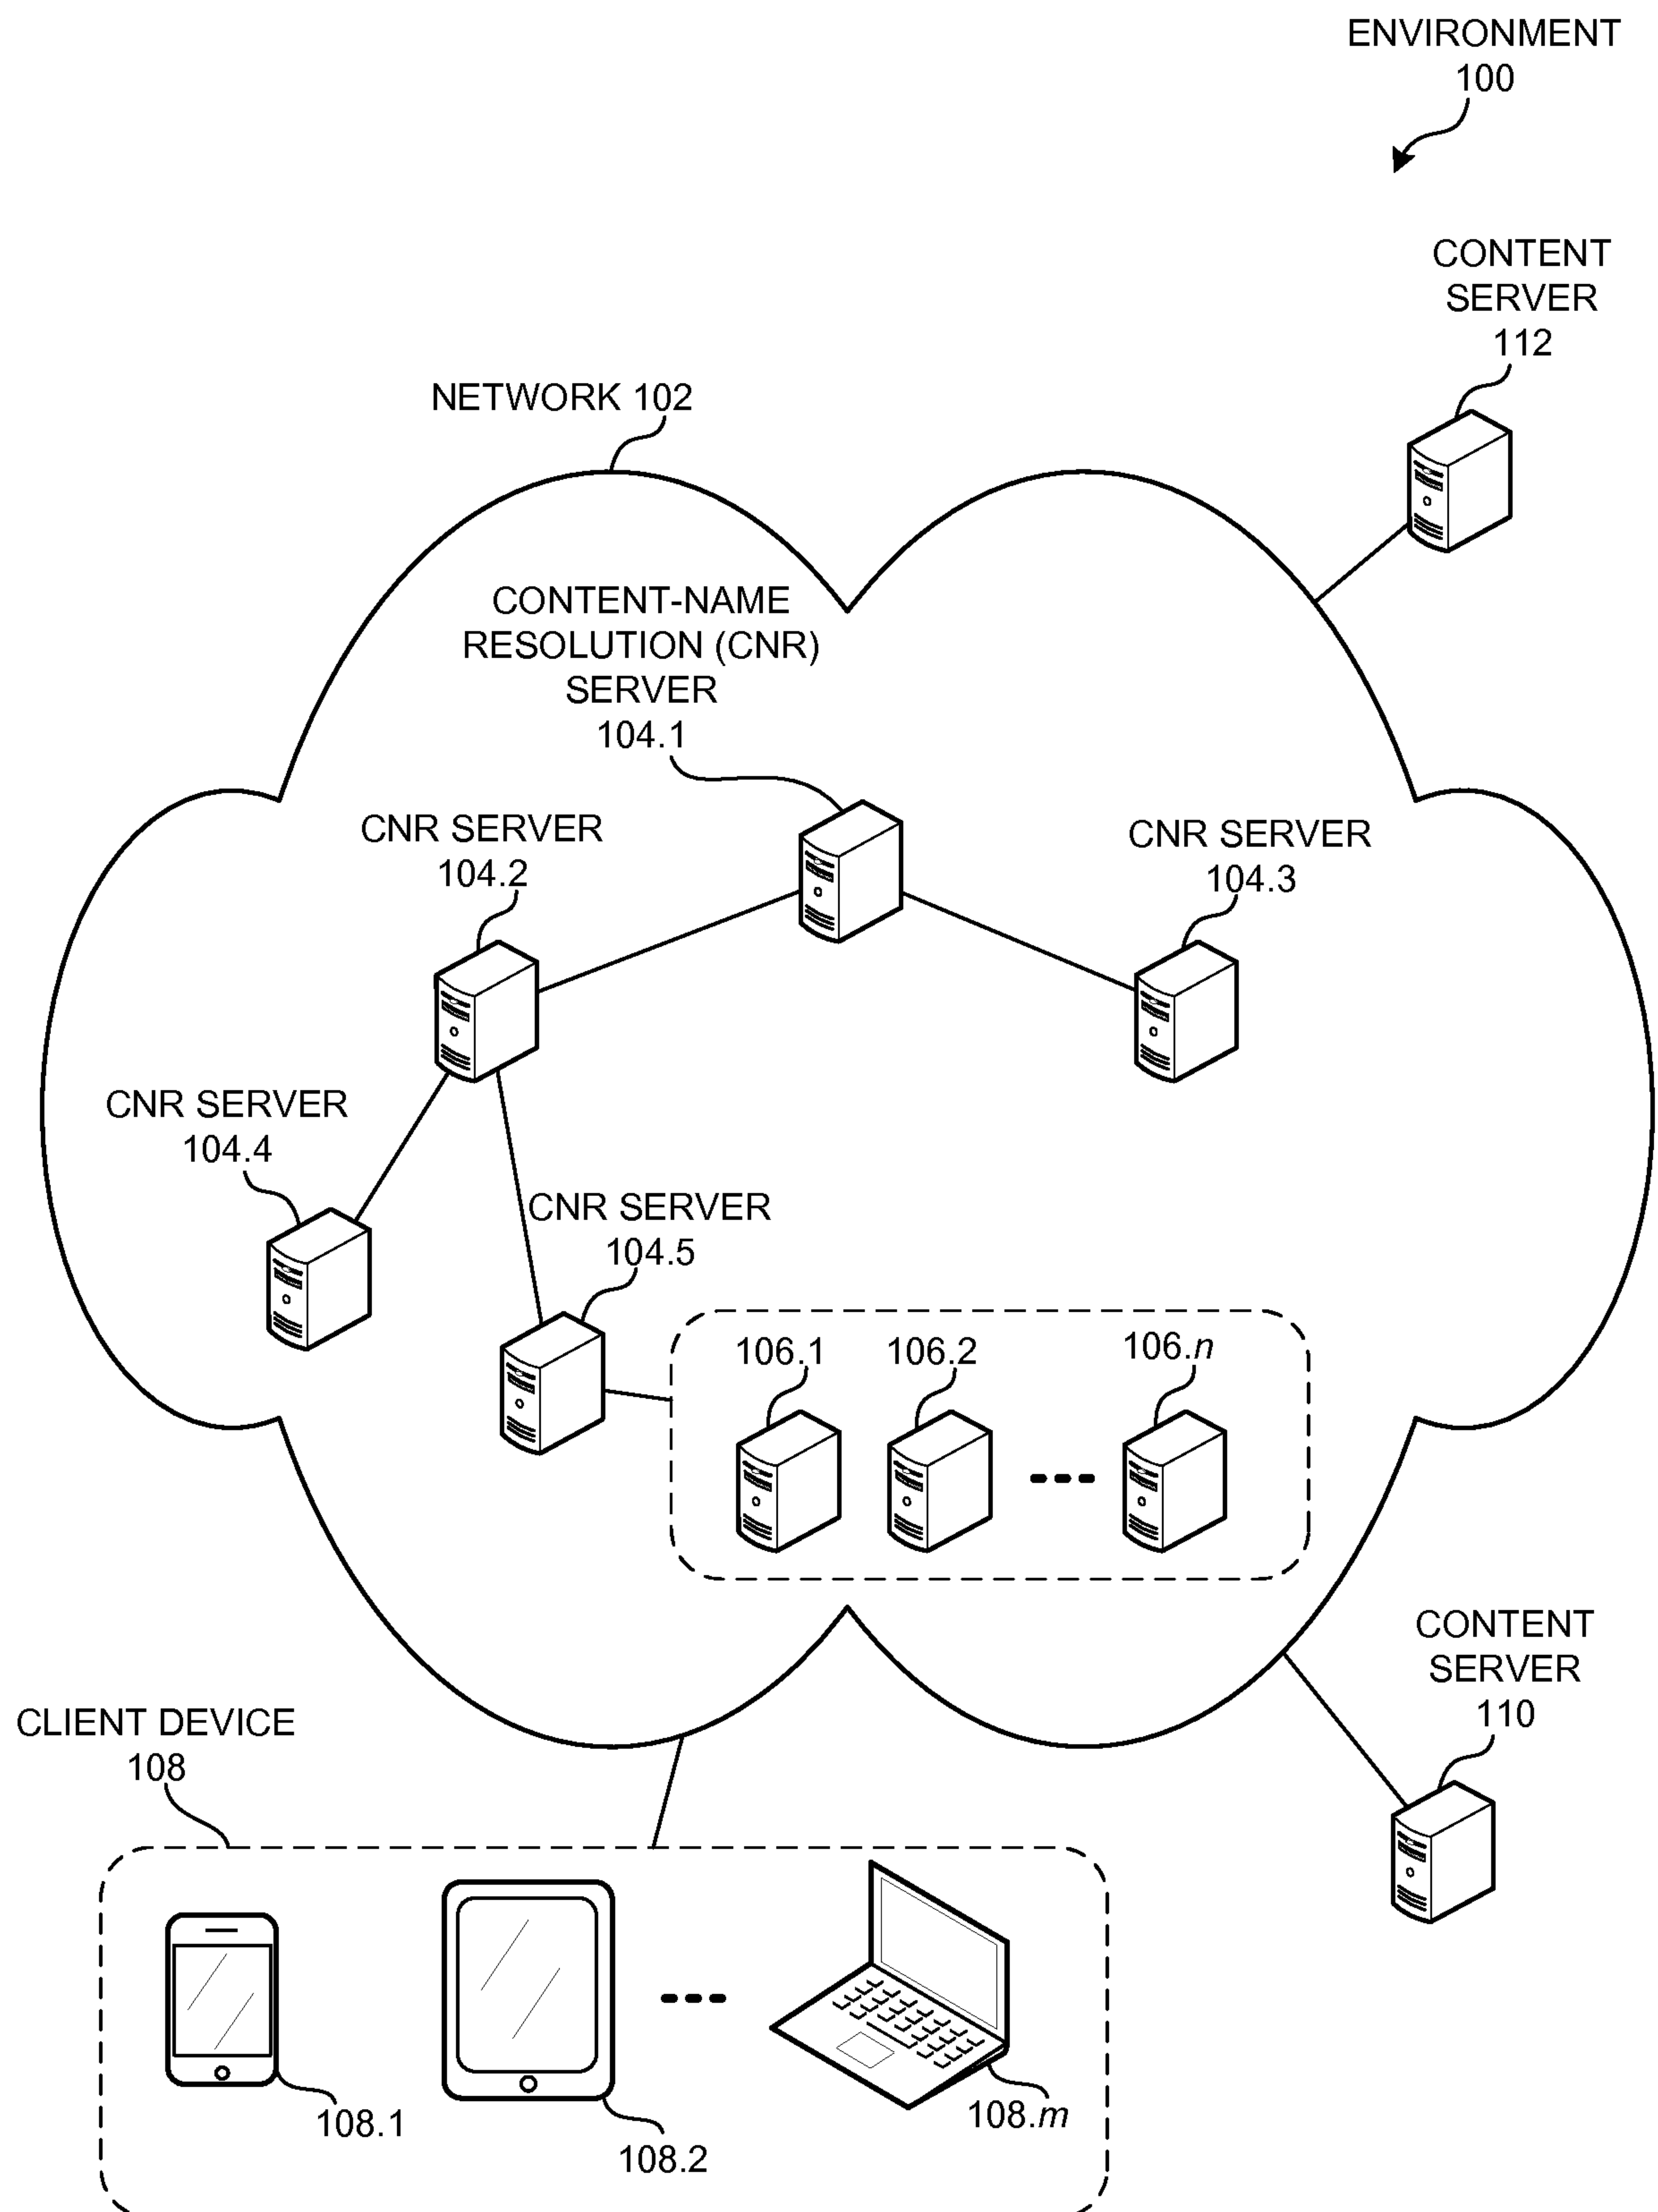 ENVIRONMENT
100
CONTENT
SERVER
112
NETWORK 102
CONTENT-NAME
RESOLUTION (CNR)
SERVER
104.1
CNR SERVER
104.2
CNR SERVER
104.3
CNR SERVER
104.4
CNR SERVER
104.5
106.1
106.2
106.n
CONTENT
SERVER
110
CLIENT DEVICE
108
108.1
108.2
108.m